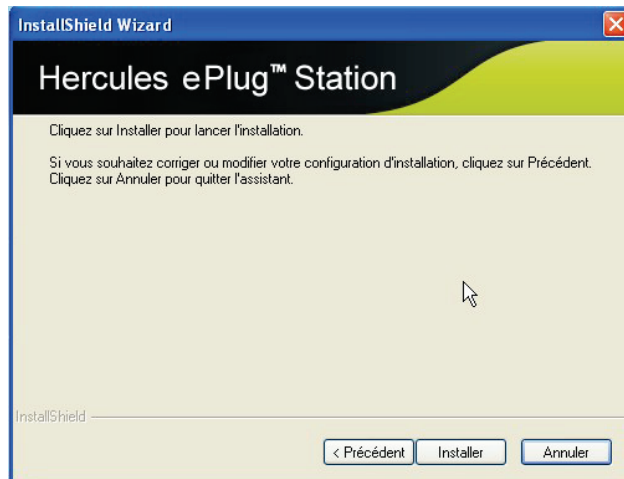 InstallShield Wizard
Hercules ePlug™ Station
Cliquez sur Installer pour lancer l'installation.
Si vous souhaitez corriger ou modifier votre configuration d'installation, cliquez sur Précédent.
Cliquez sur Annuler pour quitter l'assistant.
InstallShield
< Précédent Installer Annuler